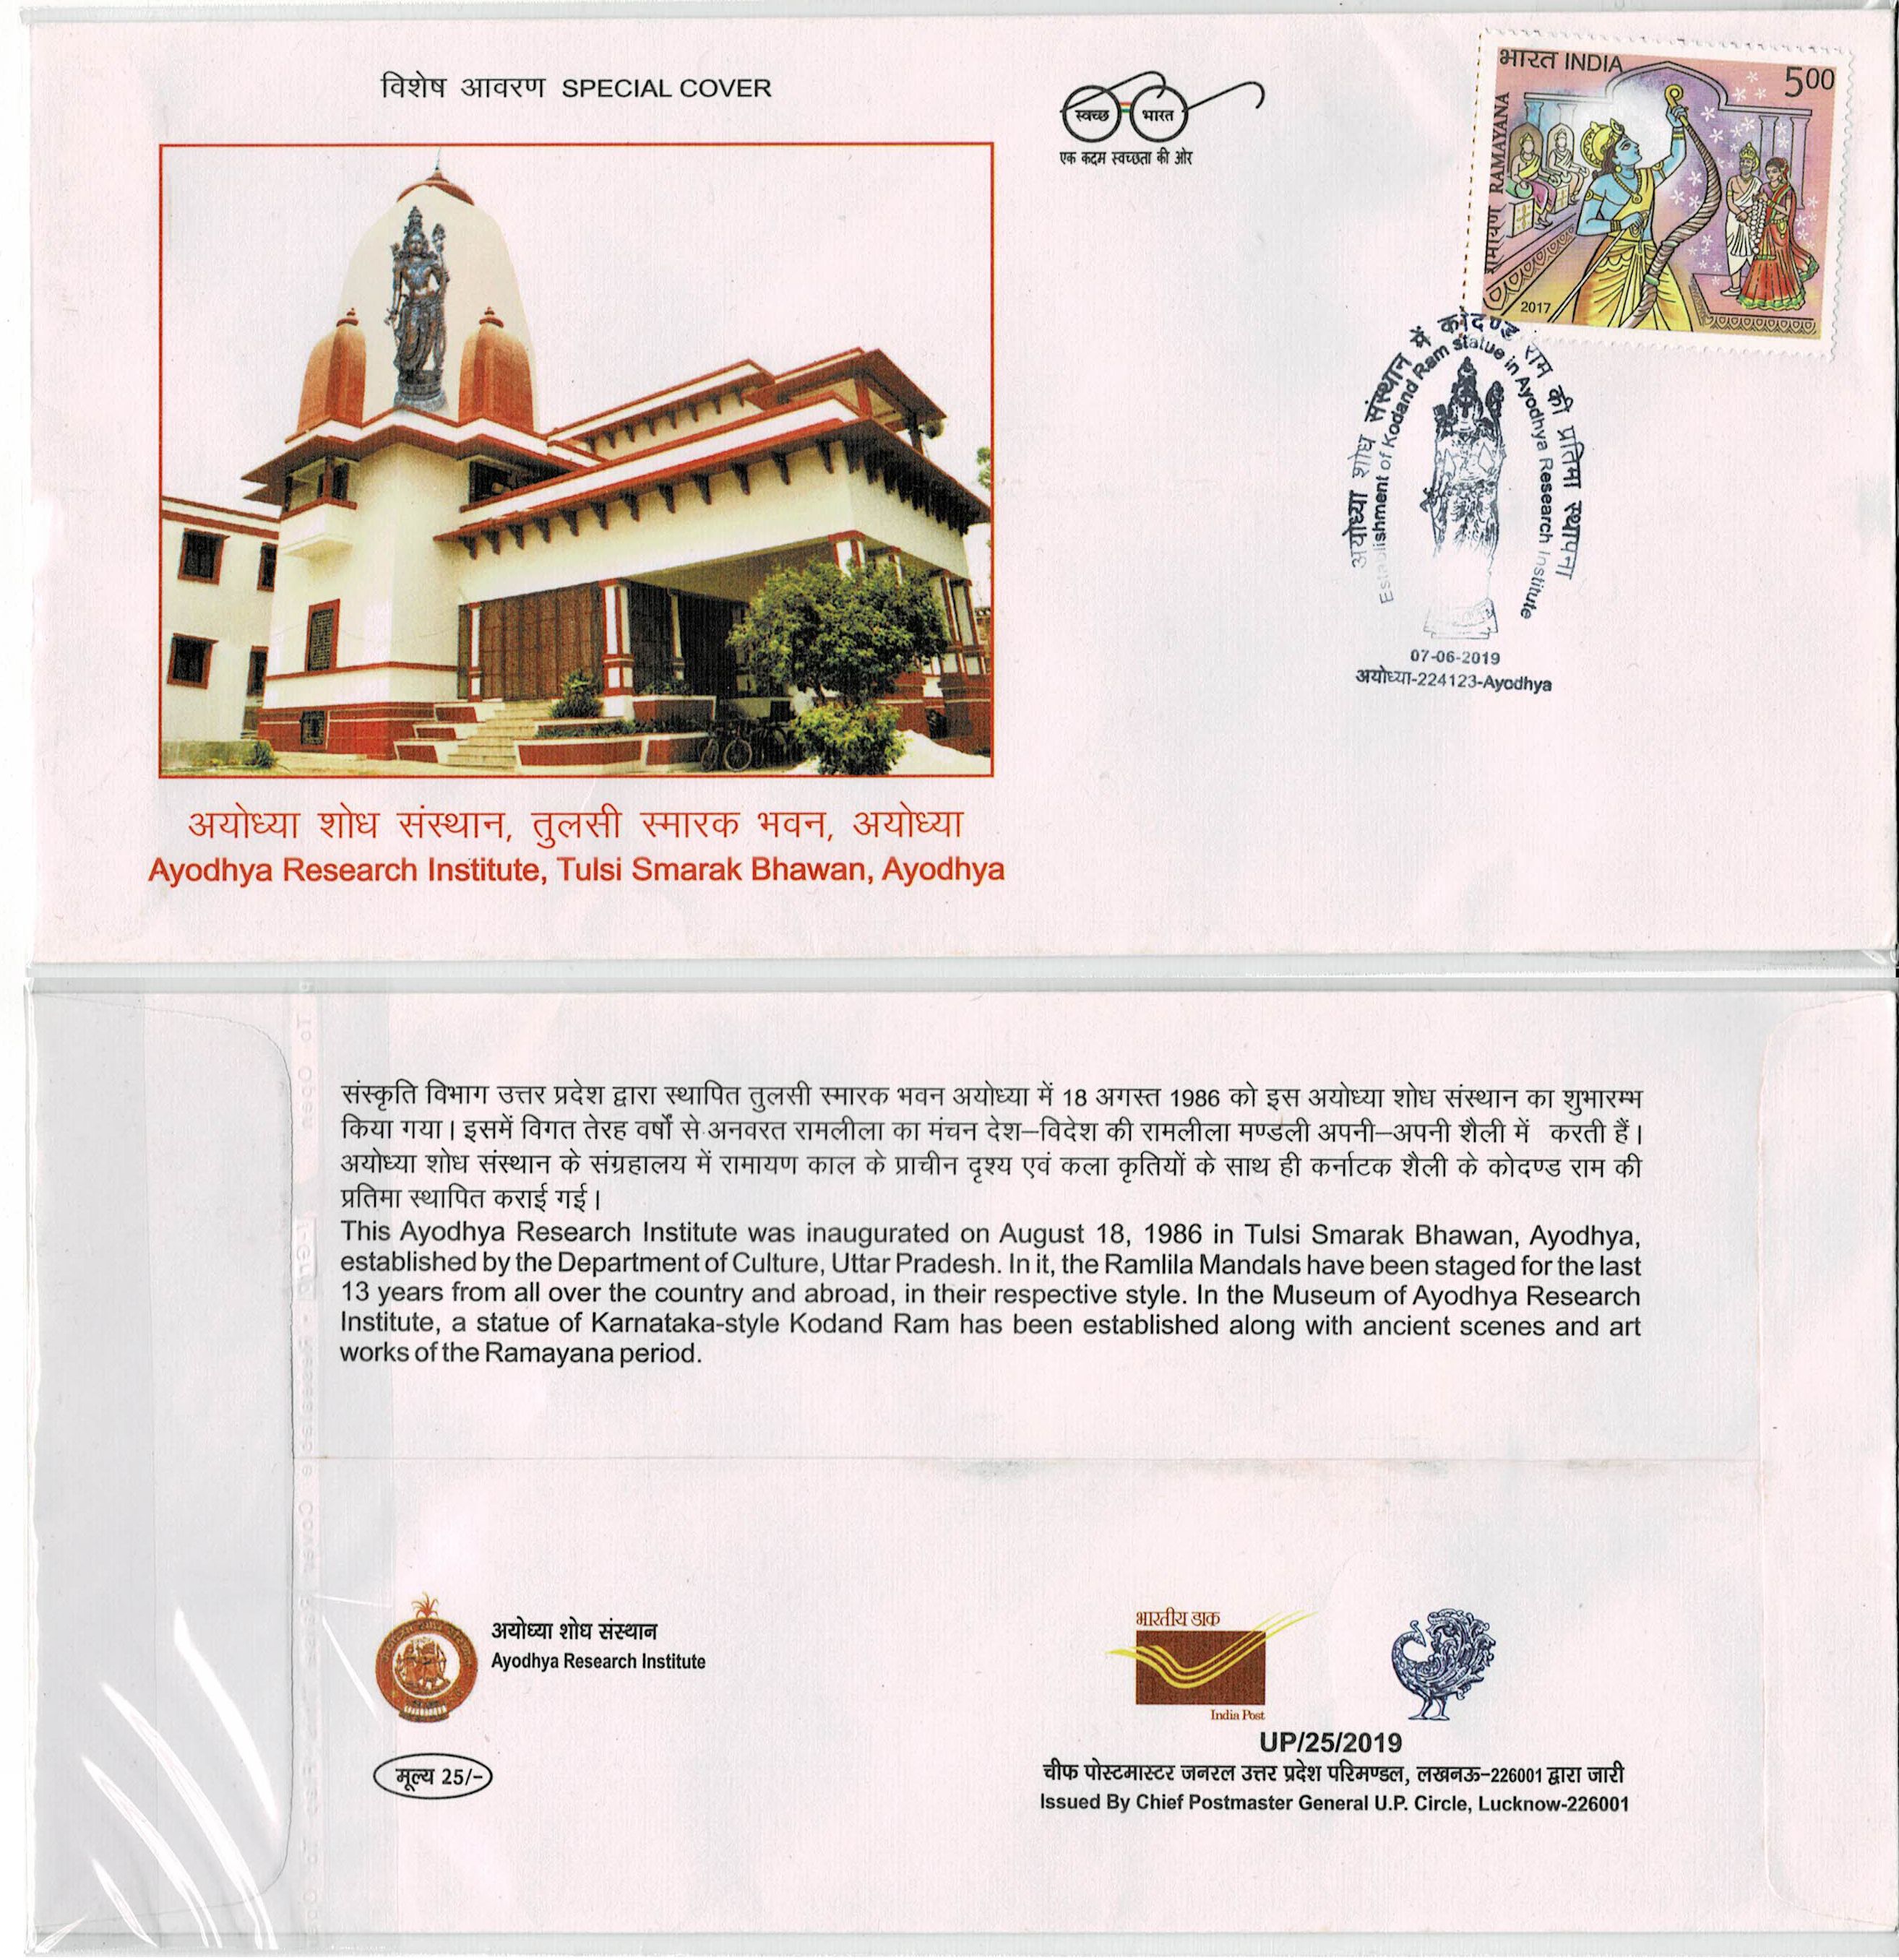 विशेष आवरण SPECIAL COVER
स्वच्छ भारत
एक कदम स्वच्छता की ओर
भारत INDIA
500
रामायण RAMAYANA
2017
अयोध्या शोध संस्थान में कोदण्ड राम की प्रतिमा स्थापना
Establishment of Kodand Ram statue in Ayodhya Research Institute
07-06-2019
अयोध्या-224123-Ayodhya
अयोध्या शोध संस्थान, तुलसी स्मारक भवन, अयोध्या
Ayodhya Research Institute, Tulsi Smarak Bhawan, Ayodhya
संस्कृति विभाग उत्तर प्रदेश द्वारा स्थापित तुलसी स्मारक भवन अयोध्या में 18 अगस्त 1986 को इस अयोध्या शोध संस्थान का शुभारम्भ
किया गया। इसमें विगत तेरह वर्षों से अनवरत रामलीला का मंचन देश–विदेश की रामलीला मण्डली अपनी–अपनी शैली में करती हैं।
अयोध्या शोध संस्थान के संग्रहालय में रामायण काल के प्राचीन दृश्य एवं कला कृतियों के साथ ही कर्नाटक शैली के कोदण्ड राम की
प्रतिमा स्थापित कराई गई।
This Ayodhya Research Institute was inaugurated on August 18, 1986 in Tulsi Smarak Bhawan, Ayodhya,
established by the Department of Culture, Uttar Pradesh. In it, the Ramlila Mandals have been staged for the last
13 years from all over the country and abroad, in their respective style. In the Museum of Ayodhya Research
Institute, a statue of Karnataka-style Kodand Ram has been established along with ancient scenes and art
works of the Ramayana period.
अयोध्या शोध संस्थान
Ayodhya Research Institute
मूल्य 25/-
भारतीय डाक
India Post
UP/25/2019
चीफ पोस्टमास्टर जनरल उत्तर प्रदेश परिमण्डल, लखनऊ-226001 द्वारा जारी
Issued By Chief Postmaster General U.P. Circle, Lucknow-226001